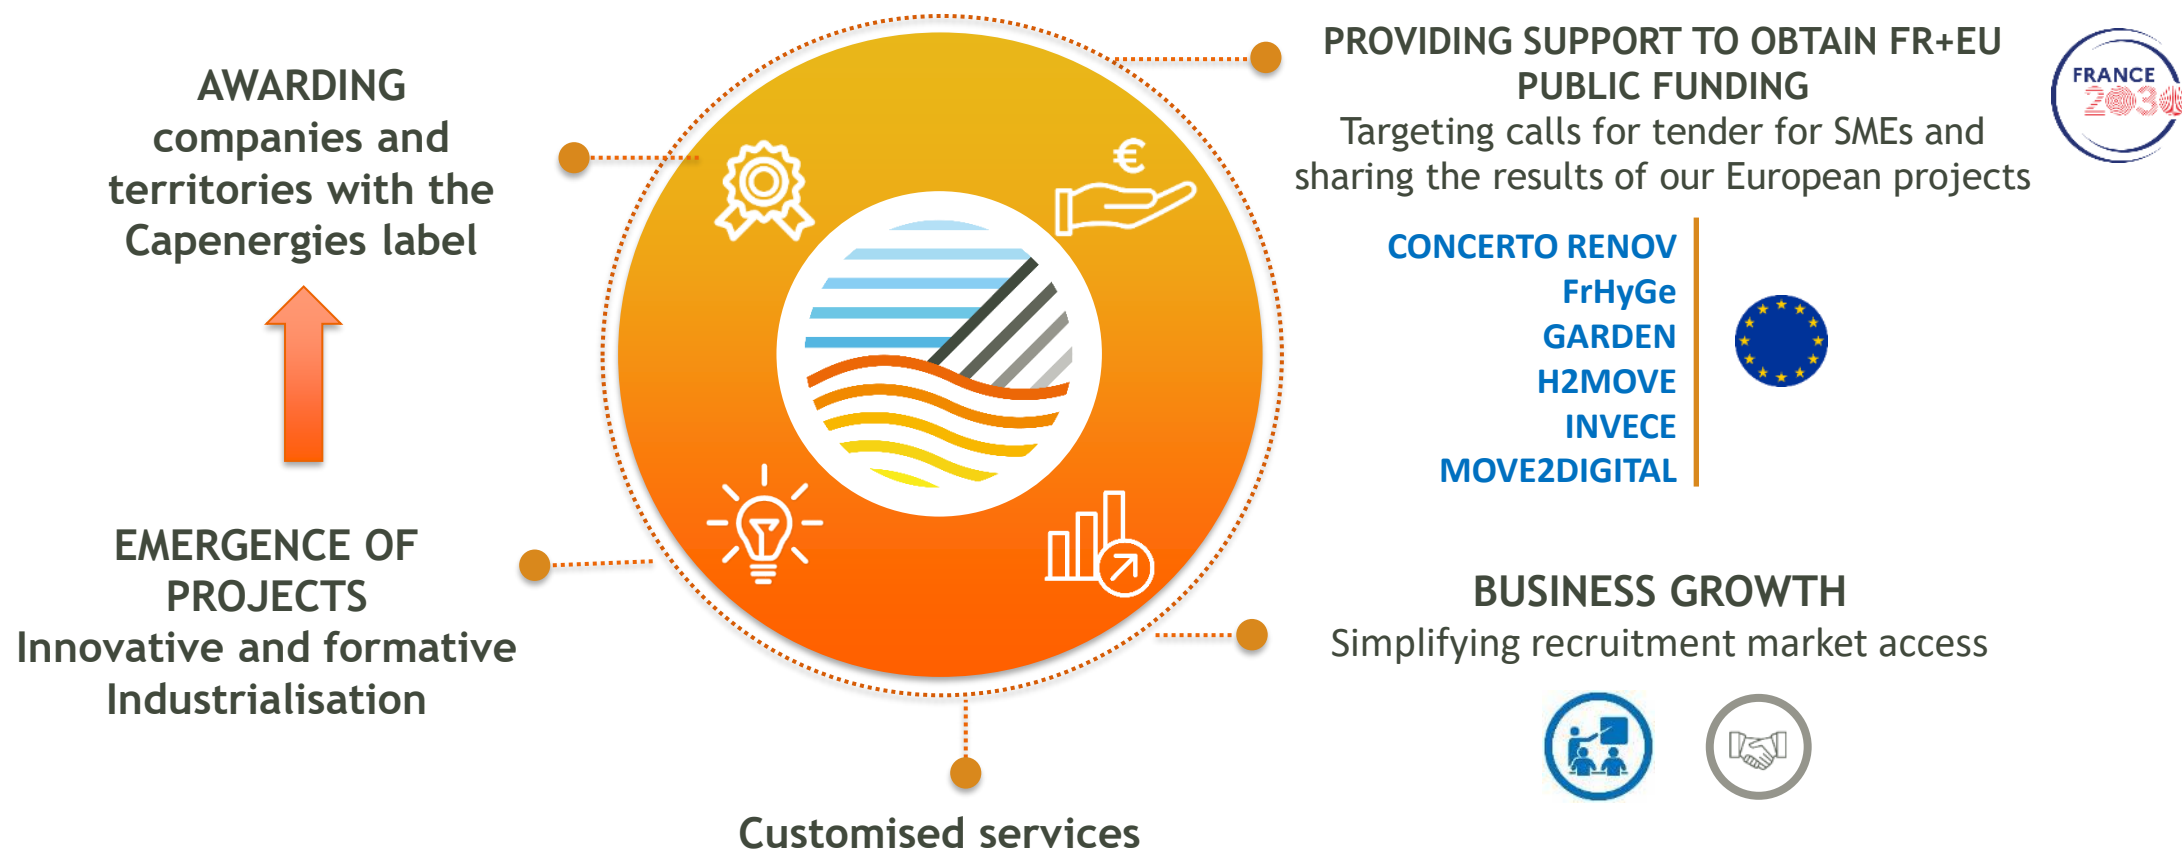 AWARDING
companies and
territories with the
Capenergies label
EMERGENCE OF
PROJECTS
Innovative and formative
Industrialisation
€
Customised services
PROVIDING SUPPORT TO OBTAIN FR+EU
PUBLIC FUNDING
Targeting calls for tender for SMEs and
sharing the results of our European projects
FRANCE
2030
CONCERTO RENOV
FrHyGe
GARDEN
H2MOVE
INVECE
MOVE2DIGITAL
BUSINESS GROWTH
Simplifying recruitment market access